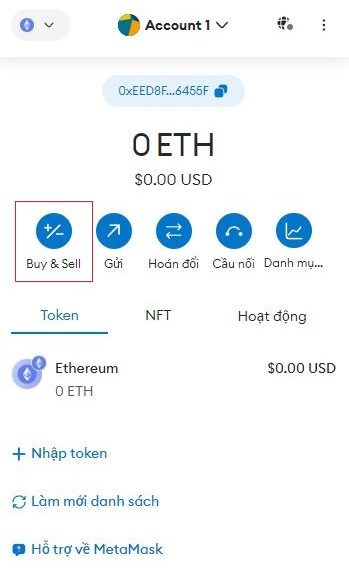 Account 1
0xEED8F...6455F
0 ETH
$0.00 USD
Buy & Sell Gửi Hoán đổi Cầu nối Danh mụ...
Token NFT Hoạt động
Ethereum $0.00 USD
0 ETH
Nhập token
Làm mới danh sách
Hỗ trợ về MetaMask